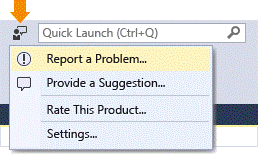 Quick Launch (Ctrl+Q)
Report a Problem...
Provide a Suggestion...
Rate This Product...
Settings...